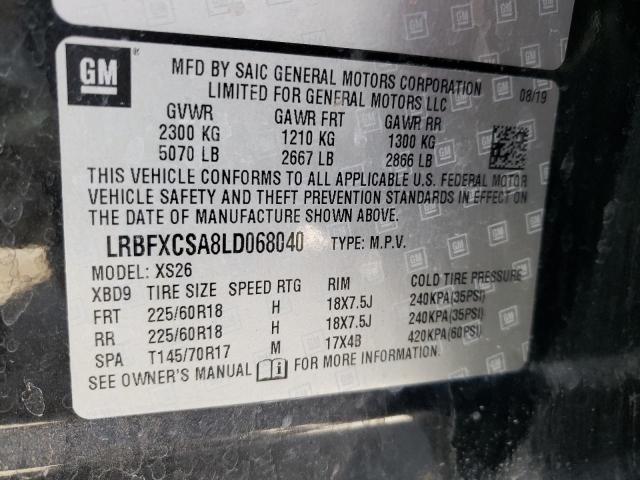 GM
MFD BY SAIC GENERAL MOTORS CORPORATION
LIMITED FOR GENERAL MOTORS LLC 08/19
GVWR GAWR FRT GAWR RR
2300 KG 1210 KG 1300 KG
5070 LB 2667 LB 2866 LB
THIS VEHICLE CONFORMS TO ALL APPLICABLE U.S. FEDERAL MOTOR
VEHICLE SAFETY AND THEFT PREVENTION STANDARDS IN EFFECT ON
THE DATE OF MANUFACTURE SHOWN ABOVE.
LRBFXCSA8LD068040 TYPE: M.P.V.
MODEL: XS26
XBD9 TIRE SIZE SPEED RTG RIM COLD TIRE PRESSURE
FRT 225/60R18 H 18X7.5J 240KPA(35PSI)
RR 225/60R18 H 18X7.5J 240KPA(35PSI)
SPA T145/70R17 M 17X4B 420KPA(60PSI)
SEE OWNER'S MANUAL FOR MORE INFORMATION